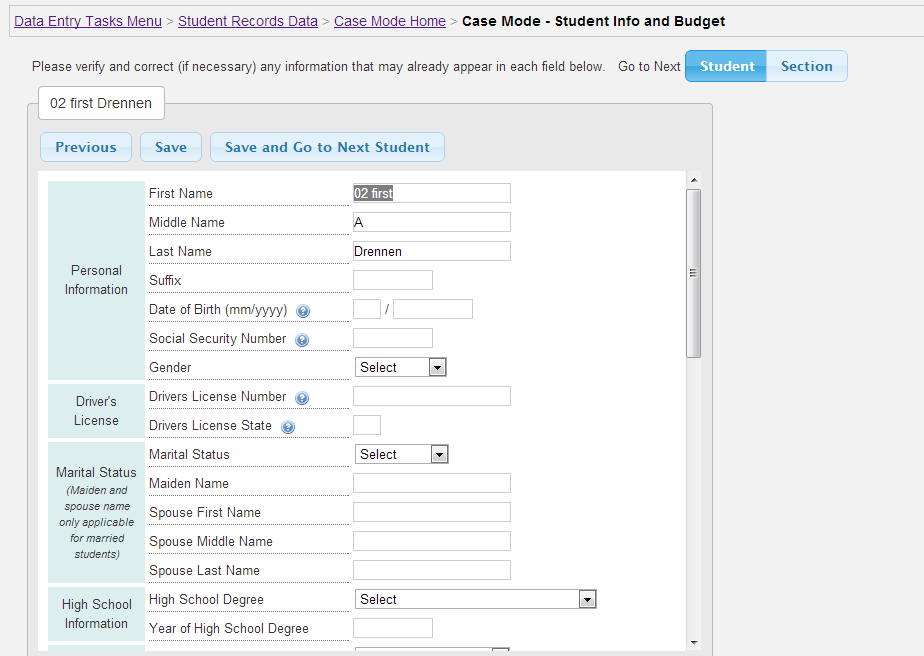 Data Entry Tasks Menu > Student Records Data > Case Mode Home > Case Mode - Student Info and Budget
Please verify and correct (if necessary) any information that may already appear in each field below. Go to Next Student Section
02 first Drennen
Previous Save Save and Go to Next Student
Personal Information
First Name 02 first
Middle Name A
Last Name Drennen
Suffix
Date of Birth (mm/yyyy) ? /
Social Security Number ?
Gender Select
Driver's License
Drivers License Number ?
Drivers License State ?
Marital Status
(Maiden and spouse name only applicable for married students)
Marital Status Select
Maiden Name
Spouse First Name
Spouse Middle Name
Spouse Last Name
High School Information
High School Degree Select
Year of High School Degree